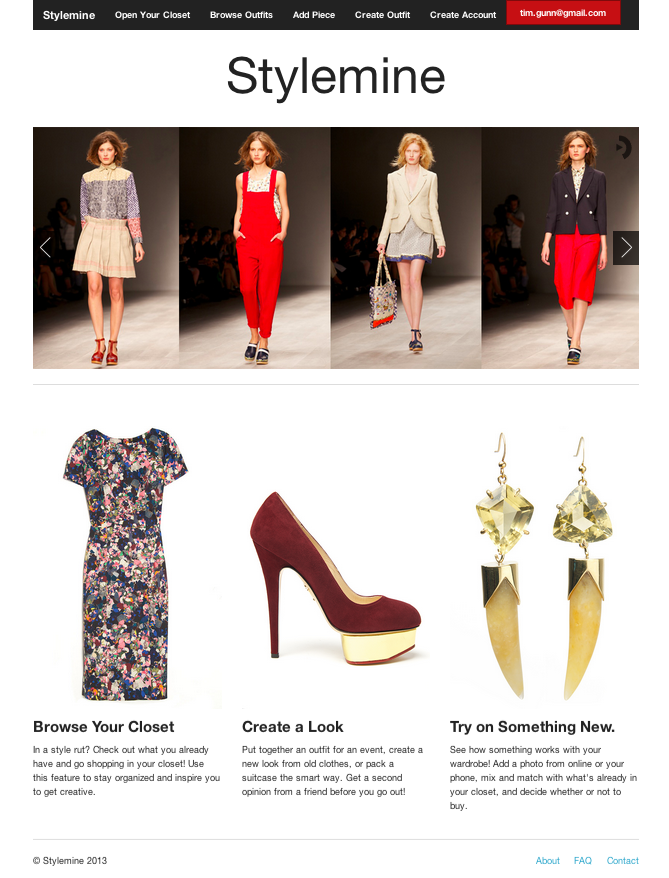 Stylemine Open Your Closet Browse Outfits Add Piece Create Outfit Create Account tim.gunn@gmail.com
Stylemine
Browse Your Closet
In a style rut? Check out what you already
have and go shopping in your closet! Use
this feature to stay organized and inspire you
to get creative.
Create a Look
Put together an outfit for an event, create a
new look from old clothes, or pack a
suitcase the smart way. Get a second
opinion from a friend before you go out!
Try on Something New.
See how something works with your
wardrobe! Add a photo from online or your
phone, mix and match with what's already in
your closet, and decide whether or not to
buy.
© Stylemine 2013
About FAQ Contact